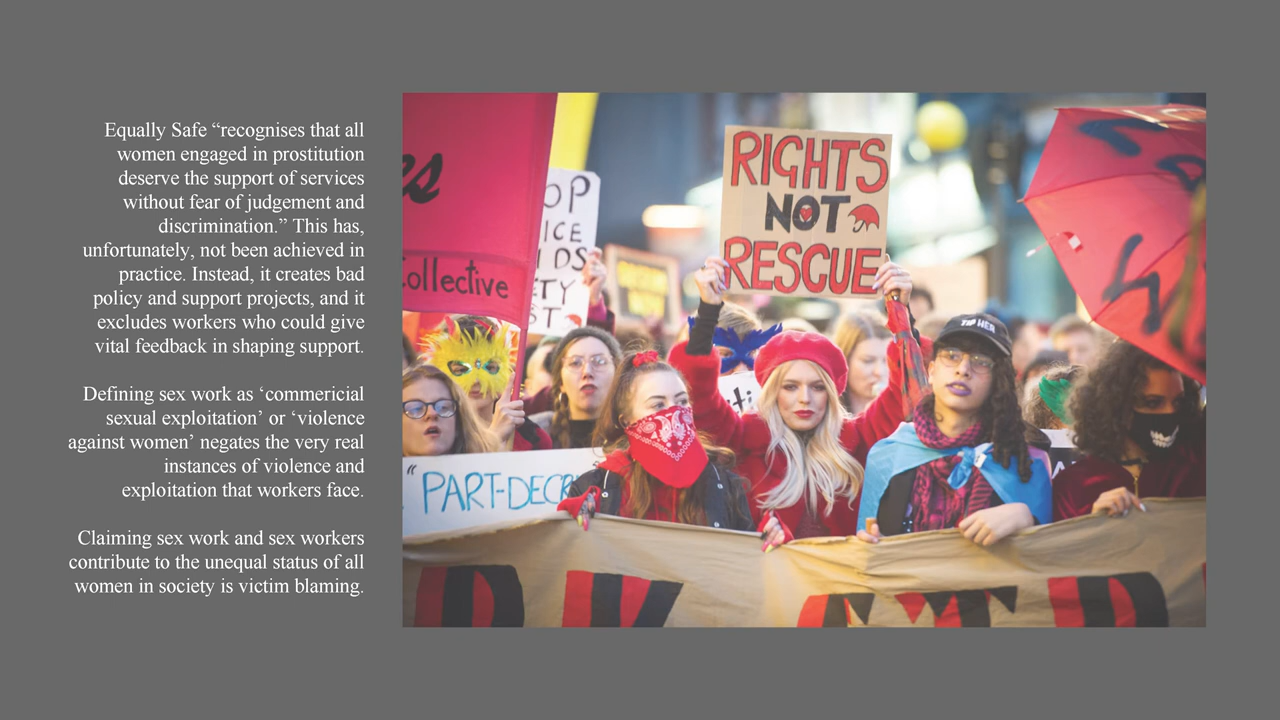 Equally Safe “recognises that all
women engaged in prostitution
deserve the support of services
without fear of judgement and
discrimination.” This has,
unfortunately, not been achieved in
practice. Instead, it creates bad
policy and support projects, and it
excludes workers who could give
vital feedback in shaping support.
Defining sex work as ‘commericial
sexual exploitation’ or ‘violence
against women’ negates the very real
instances of violence and
exploitation that workers face.
Claiming sex work and sex workers
contribute to the unequal status of all
women in society is victim blaming.
RIGHTS
NOT
RESCUE
Collective
TIP HER
"PART-DECR